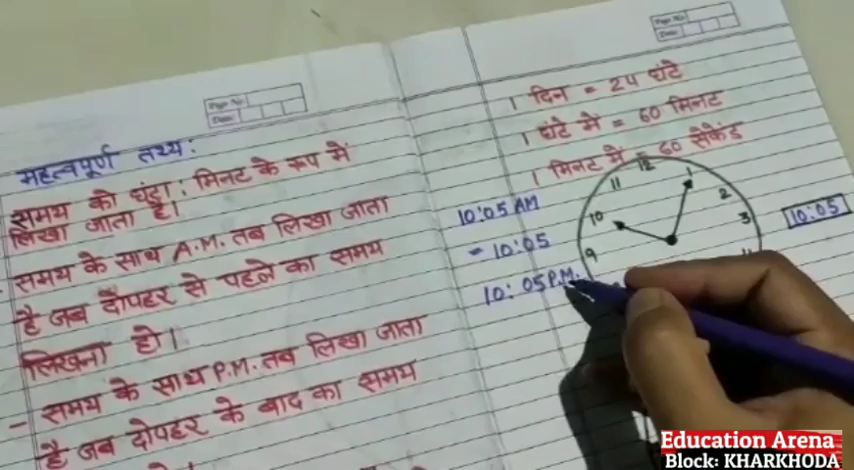 Page No.
Date:
महत्वपूर्ण तथ्य:
समय को घंटा : मिनट के रूप में
लिखा जाता है।
- समय के साथ A.M. तब लिखा जाता
है जब दोपहर से पहले का समय
लिखना हो।
- समय के साथ P.M. तब लिखा जाता
है जब दोपहर के बाद का समय
Page No.
Date:
1 दिन = 24 घंटे
1 घंटे में = 60 मिनट
1 मिनट में = 60 सेकेंड
10:05 AM
- 10:05
10:05 P.M.
12
1
2
3
9
10
11
10:05
Education Arena
Block: KHARKHODA